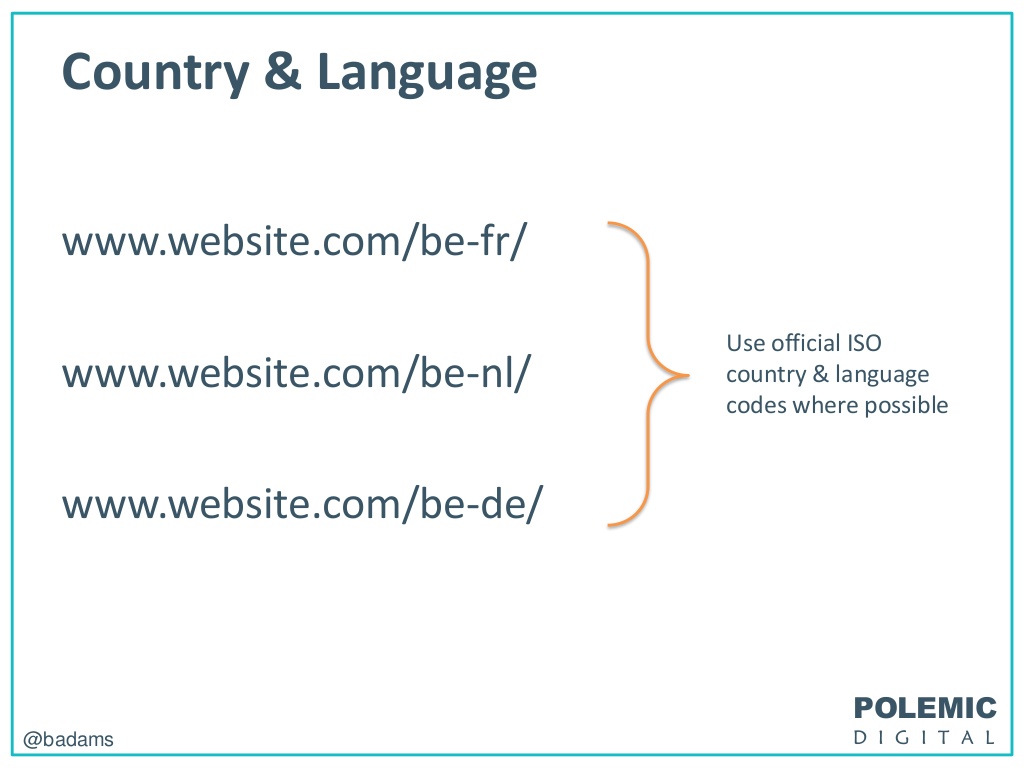 Country & Language
www.website.com/be-fr/
www.website.com/be-nl/
www.website.com/be-de/
Use official ISO
country & language
codes where possible
@badams
POLEMIC
DIGITAL